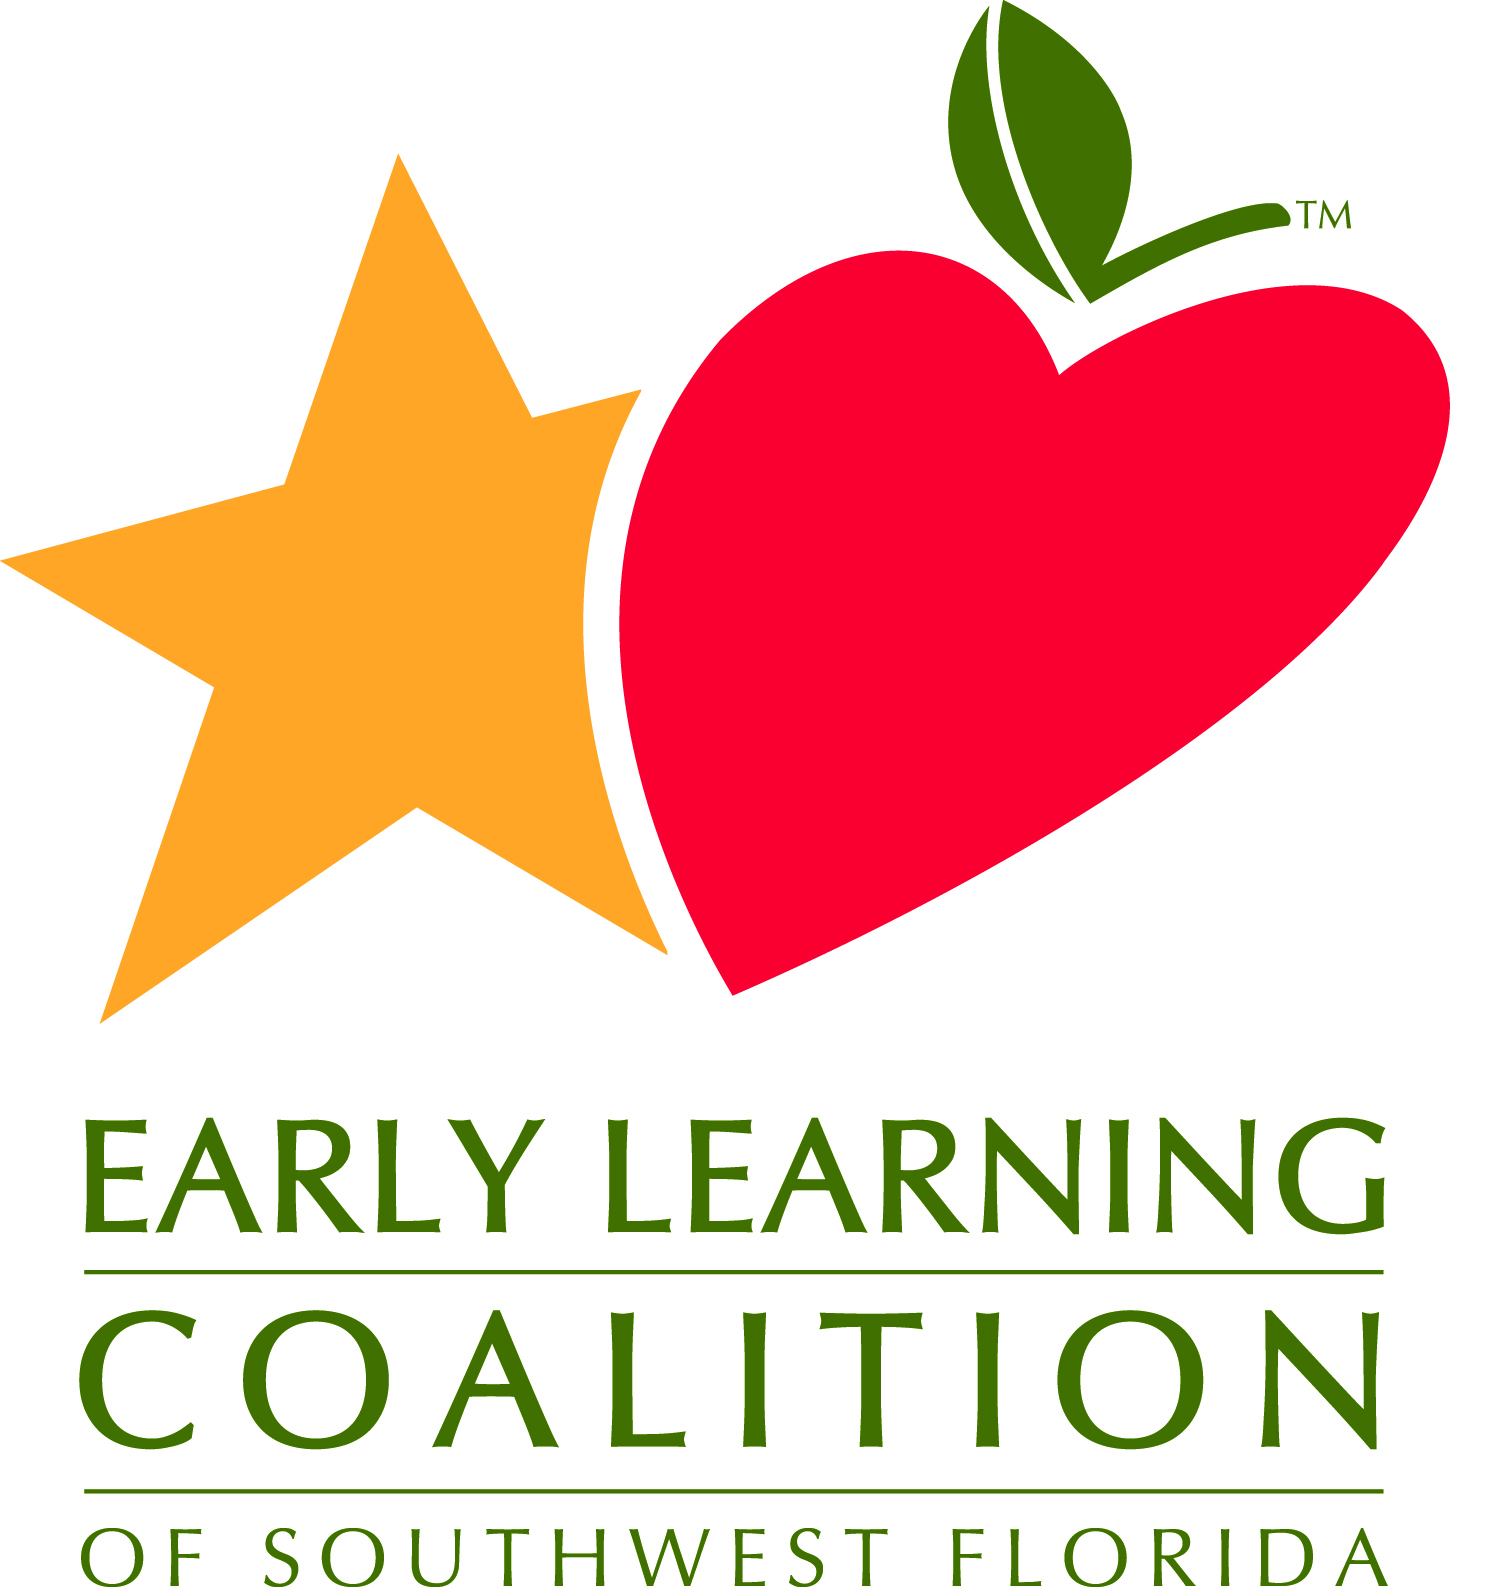 TM
EARLY LEARNING
COALITION
OF SOUTHWEST FLORIDA